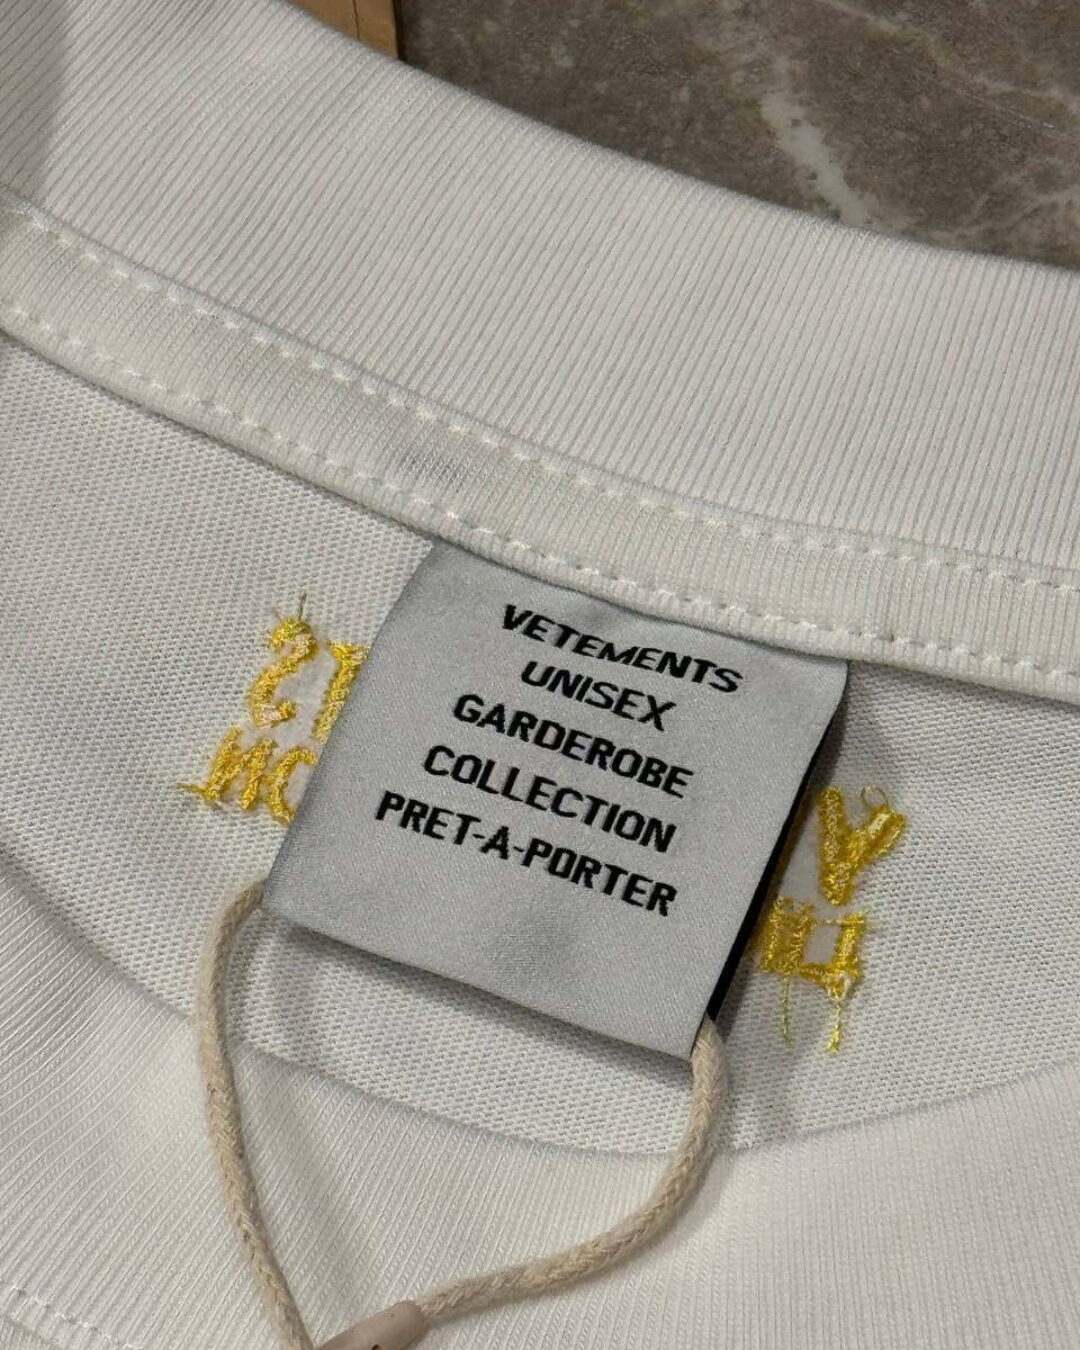 VETEMENTS
UNISEX
GARDEROBE
COLLECTION
PRET-A-PORTER